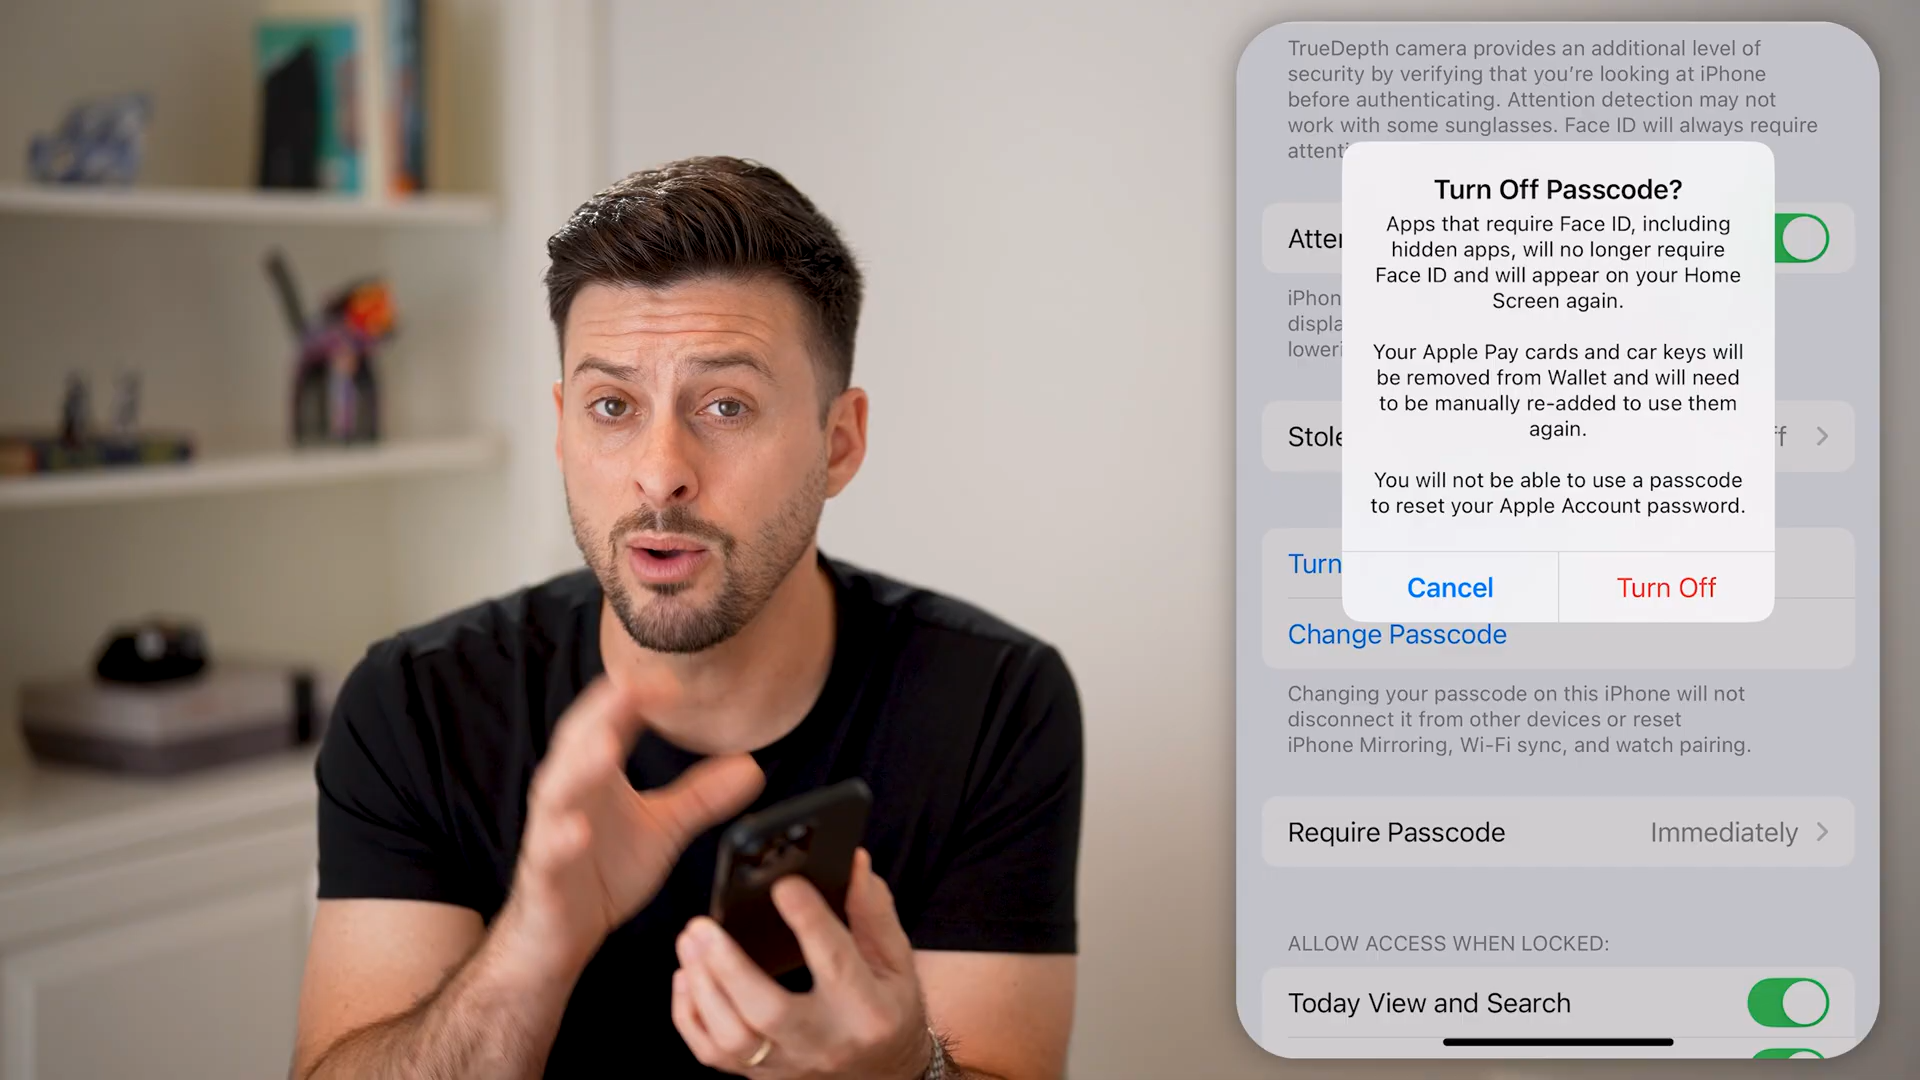 TrueDepth camera provides an additional level of
security by verifying that you're looking at iPhone
before authenticating. Attention detection may not
work with some sunglasses. Face ID will always require
Turn Off Passcode?
Apps that require Face ID, including
hidden apps, will no longer require
Face ID and will appear on your Home
Screen again.
Your Apple Pay cards and car keys will
be removed from Wallet and will need
to be manually re-added to use them
again.
You will not be able to use a passcode
to reset your Apple Account password.
Cancel
Turn Off
Turn
Change Passcode
Changing your passcode on this iPhone will not
disconnect it from other devices or reset
iPhone Mirroring, Wi-Fi sync, and watch pairing.
Require Passcode
Immediately
ALLOW ACCESS WHEN LOCKED:
Today View and Search